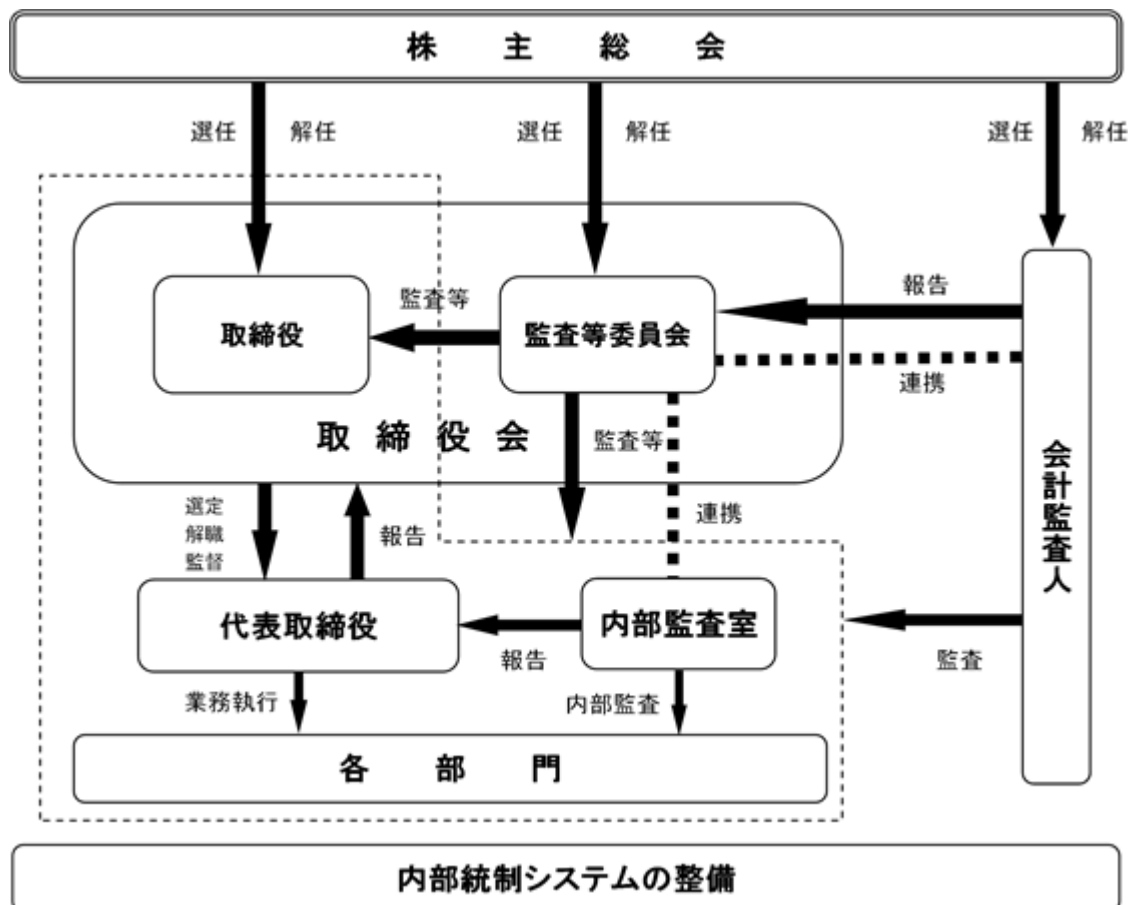 株主総会
選任 解任
選任 解任
選任 解任
取締役
監査等
監査等委員会
報告
連携
取締役会
監査等
選定
解職
監督
報告
連携
会計監査人
代表取締役
報告
内部監査室
監査
業務執行
内部監査
各部門
内部統制システムの整備